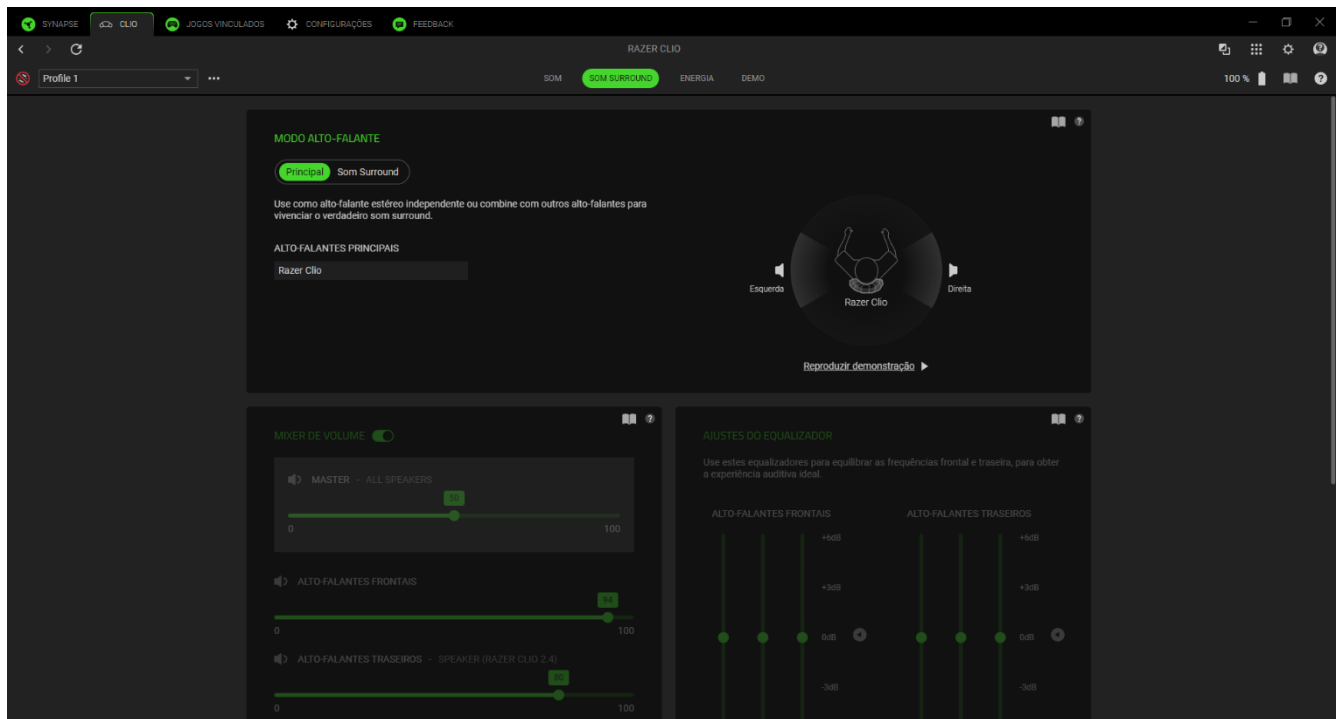 SYNAPSE
CLIO
JOGOS VINCULADOS
CONFIGURAÇÕES
FEEDBACK
RAZER CLIO
Profile 1
SOM
SOM SURROUND
ENERGIA
DEMO
100 %
MODO ALTO-FALANTE
Principal
Som Surround
Use como alto-falante estéreo independente ou combine com outros alto-falantes para
vivenciar o verdadeiro som surround.
ALTO-FALANTES PRINCIPAIS
Razer Clio
Esquerda
Razer Clio
Direita
Reproduzir demonstração
MIXER DE VOLUME
MASTER - ALL SPEAKERS
50
0
100
ALTO-FALANTES FRONTAIS
94
0
100
ALTO-FALANTES TRASEIROS - SPEAKER (RAZER CLIO 2.4)
80
0
100
AJUSTES DO EQUALIZADOR
Use estes equalizadores para equilibrar as frequências frontal e traseira, para obter
a experiência auditiva ideal.
ALTO-FALANTES FRONTAIS
+6dB
+3dB
0dB
-3dB
ALTO-FALANTES TRASEIROS
+6dB
+3dB
0dB
-3dB